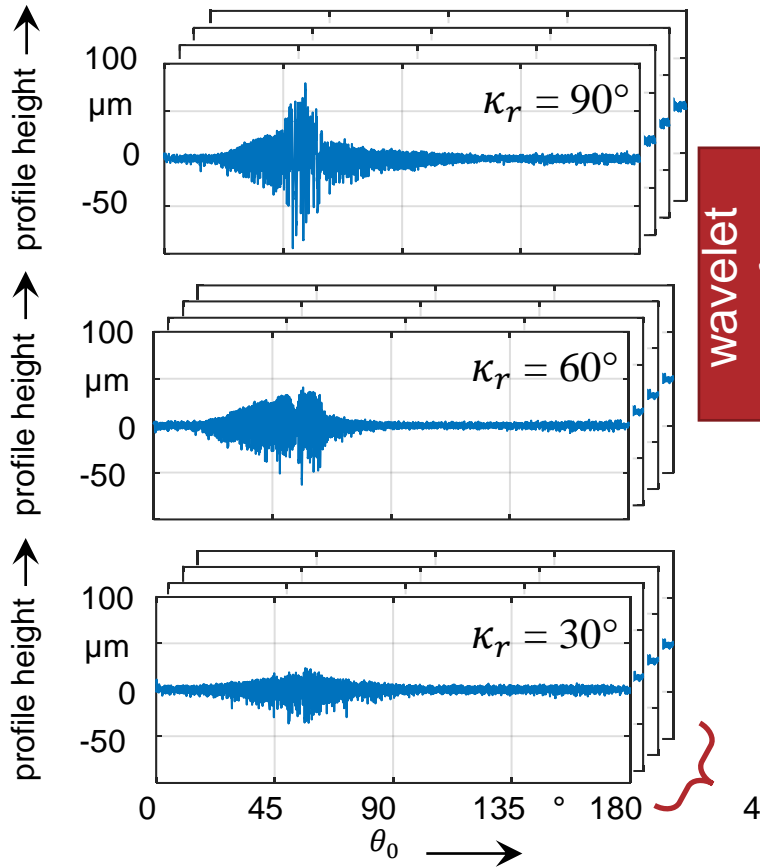 profile height
100
µm
0
-50
κᵣ = 90°
wavelet
profile height
100
µm
0
-50
κᵣ = 60°
profile height
100
µm
0
-50
κᵣ = 30°
0 45 90 135 ° 180 4
θ₀